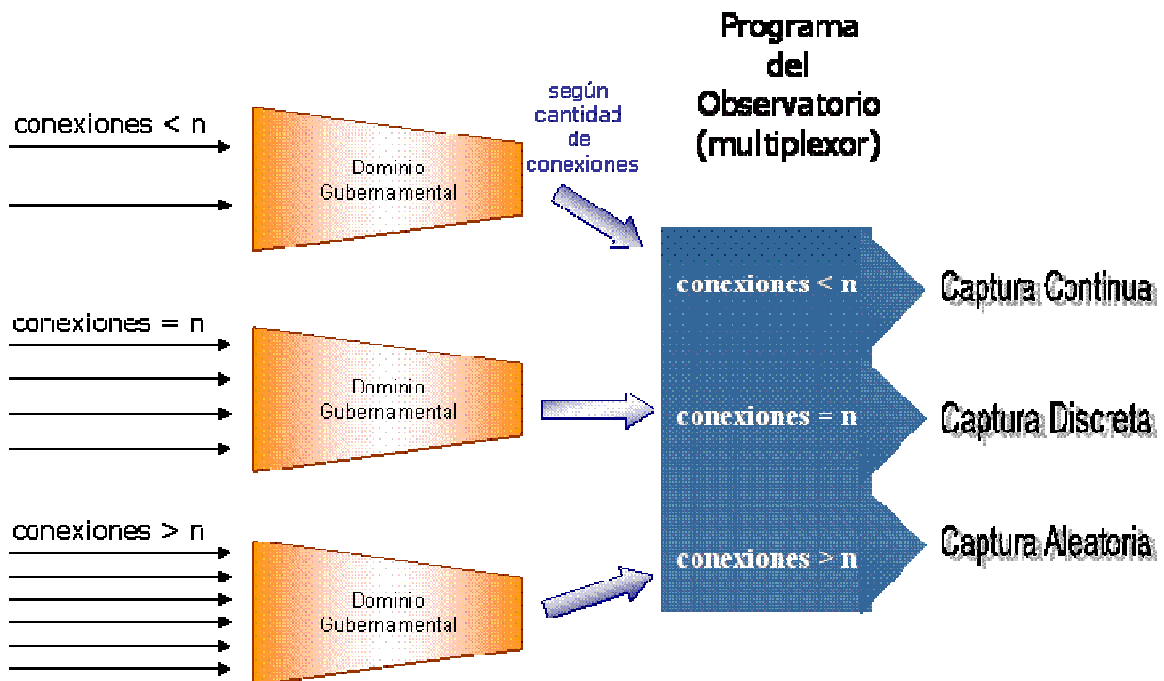 Programa
del
Observatorio
(multiplexor)
conexiones < n
Dominio
Gubernamental
según
cantidad
de
conexiones
conexiones < n
Captura Continua
conexiones = n
Dominio
Gubernamental
conexiones = n
Captura Discreta
conexiones > n
Dominio
Gubernamental
conexiones > n
Captura Aleatoria